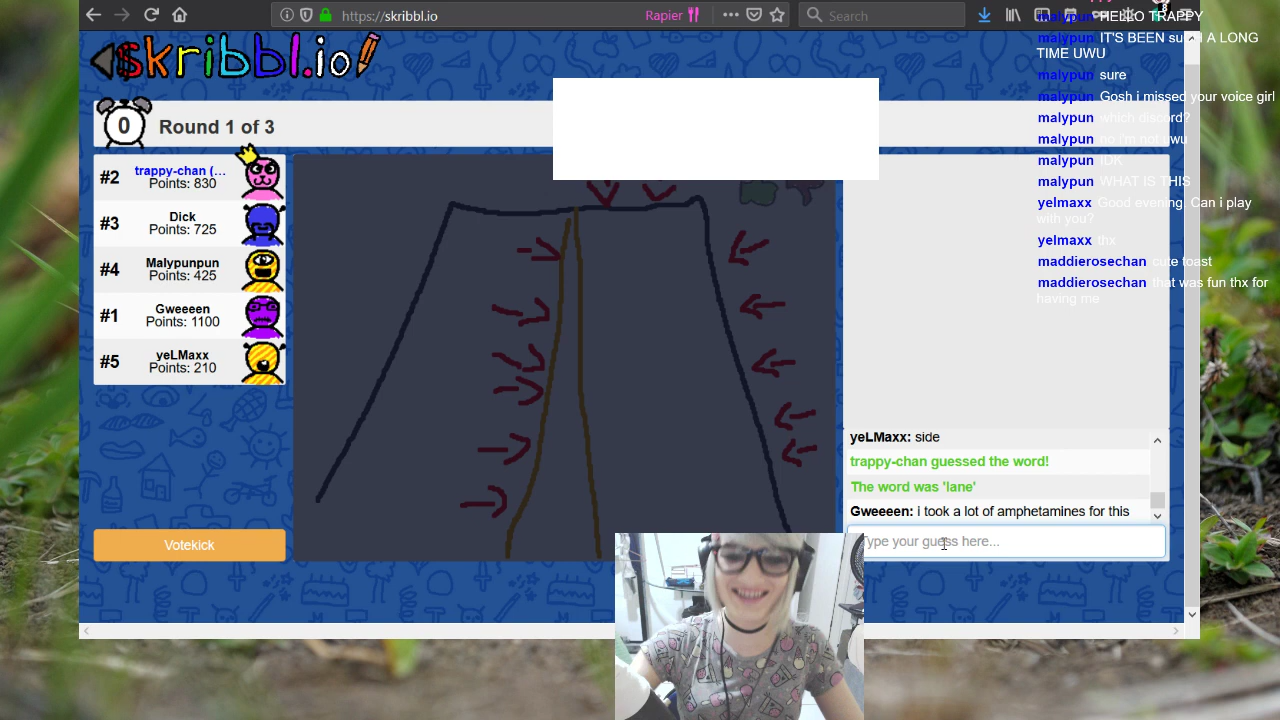 https://skribbl.io
Rapier
Search
skribbl.io
0
Round 1 of 3
#2
trappy-chan (...
Points: 830
#3
Dick
Points: 725
#4
Malypunpun
Points: 425
#1
Gweeeen
Points: 1100
#5
yeLMaxx
Points: 210
Votekick
malypun HELLO TRAPPY
malypun IT'S BEEN A LONG
TIME UWU
malypun sure
malypun Gosh i missed your voice girl
malypun which discord?
malypun no i'm not uwu
malypun IDK
malypun WHAT IS THIS
yelmaxx Good evening. Can i play
with you?
yelmaxx thx
maddierosechan cute toast
maddierosechan that was fun thx for
having me
yeLMaxx: side
trappy-chan guessed the word!
The word was 'lane'
Gweeeen: i took a lot of amphetamines for this
Type your guess here...